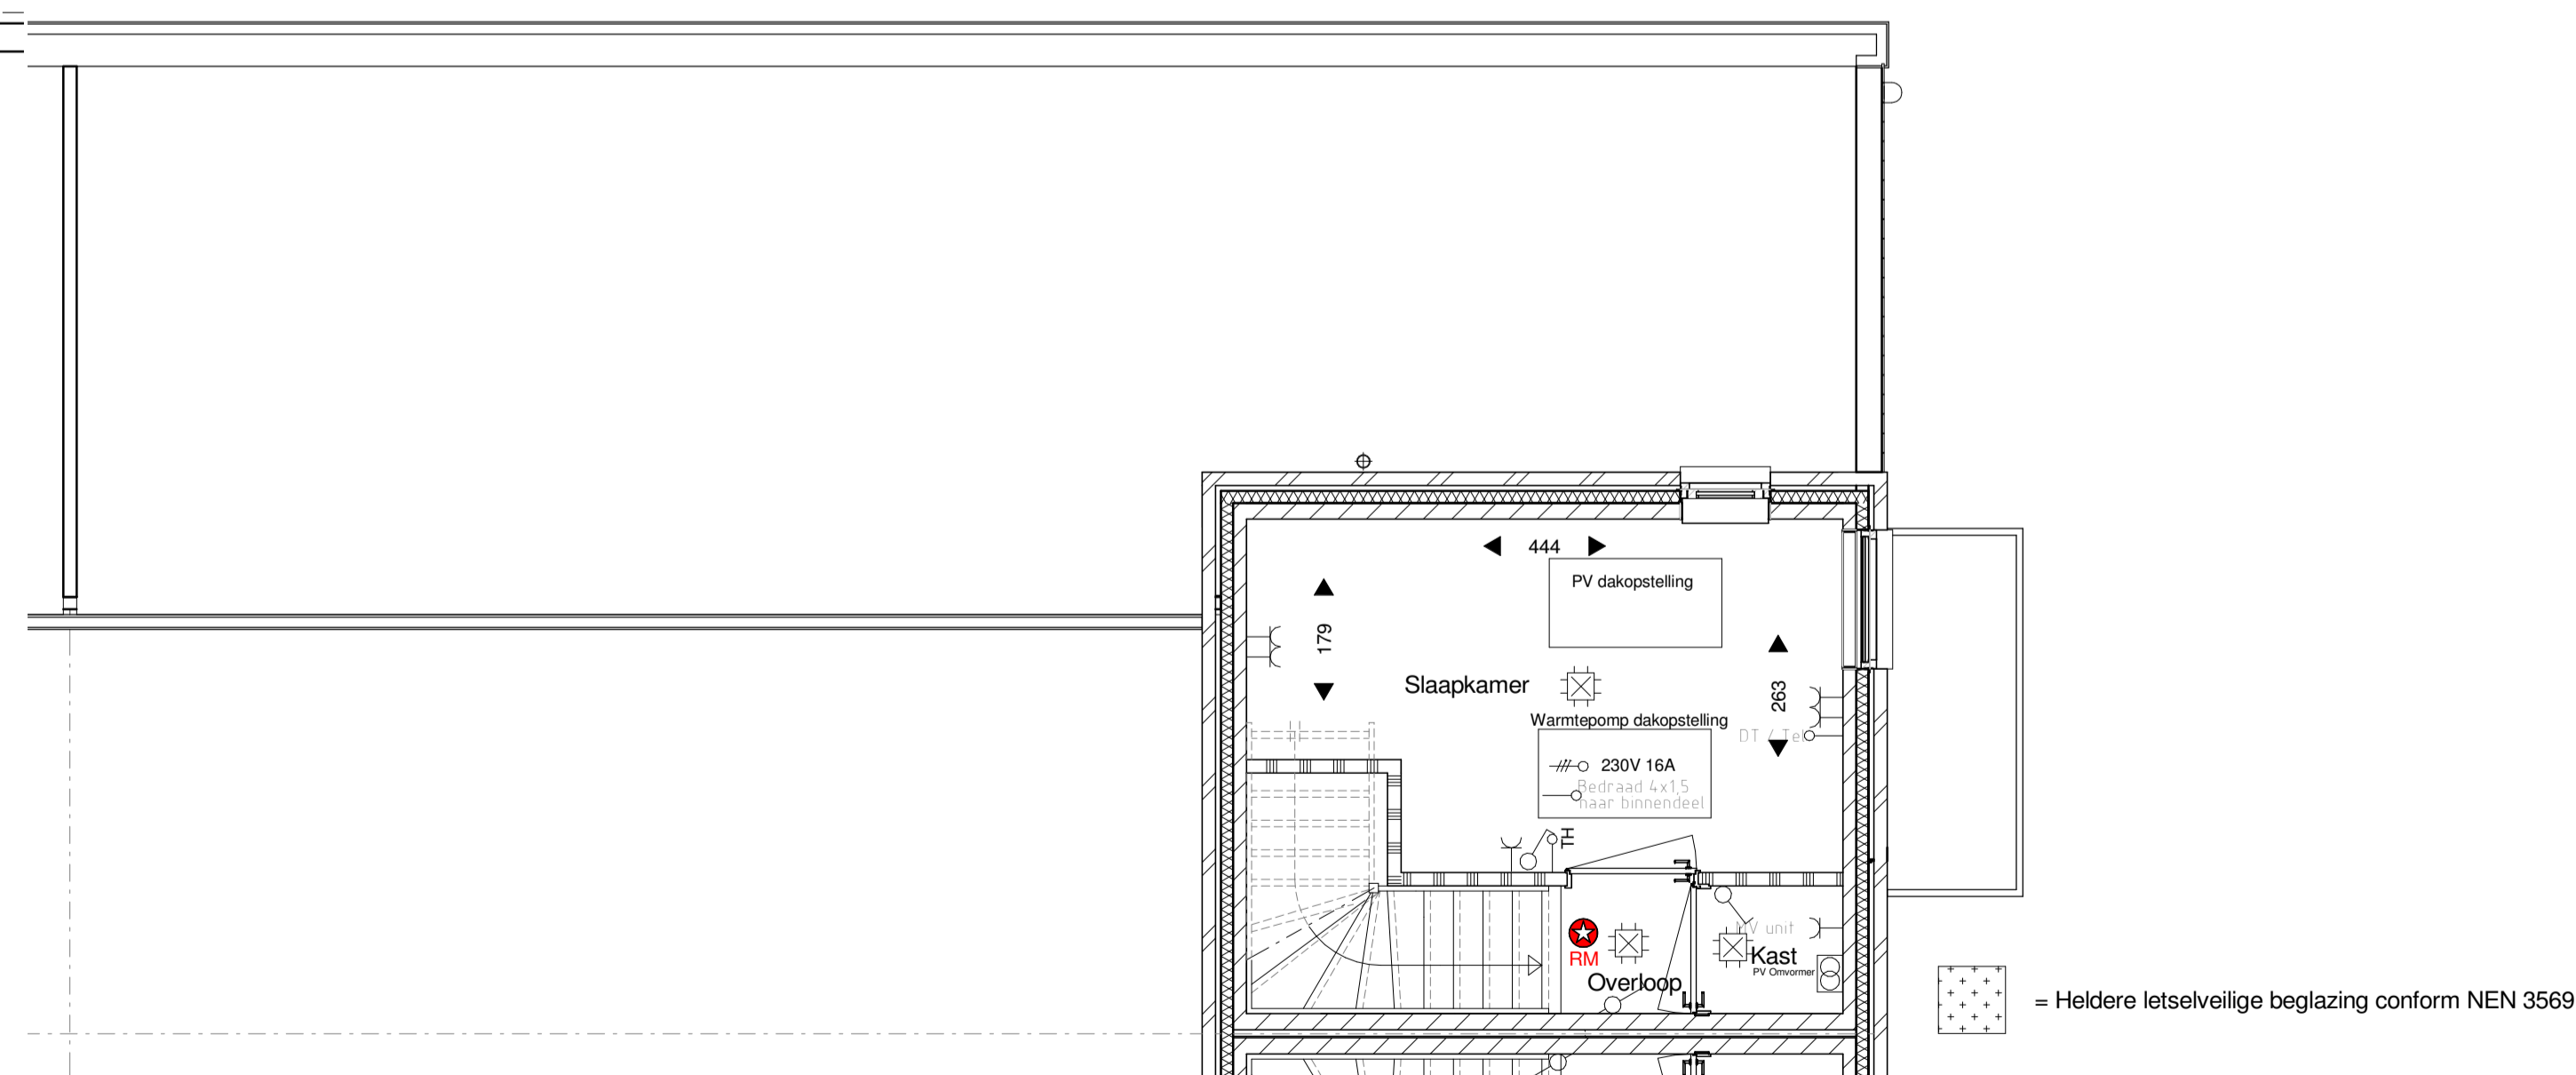 444
PV dakopstelling
179
Slaapkamer
263
Warmtepomp dakopstelling
DT / Tel
230V 16A
Bedraad 4x1,5
naar binnendeel
TH
MV unit
RM
Kast
PV Omvormer
Overloop
= Heldere letselveilige beglazing conform NEN 3569